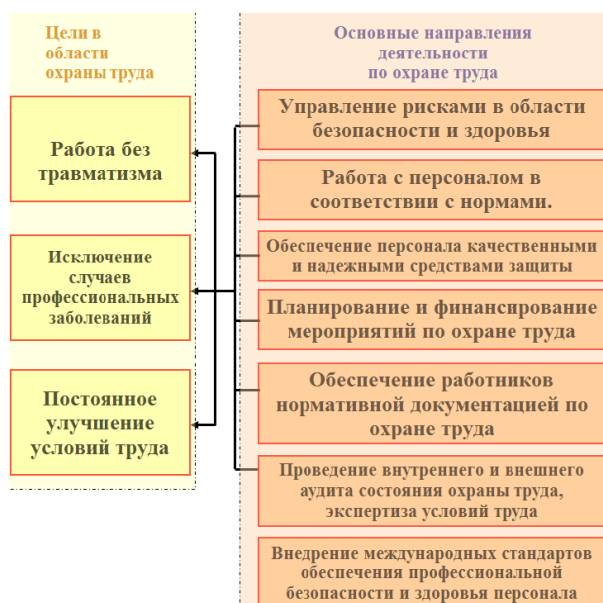 Цели в
области
охраны труда
Работа без
травматизма
Исключение
случаев
профессиональных
заболеваний
Постоянное
улучшение
условий труда
Основные направления
деятельности
по охране труда
Управление рисками в области
безопасности и здоровья
Работа с персоналом в
соответствии с нормами.
Обеспечение персонала качественными
и надежными средствами защиты
Планирование и финансирование
мероприятий по охране труда
Обеспечение работников
нормативной документацией по
охране труда
Проведение внутреннего и внешнего
аудита состояния охраны труда,
экспертиза условий труда
Внедрение международных стандартов
обеспечения профессиональной
безопасности и здоровья персонала